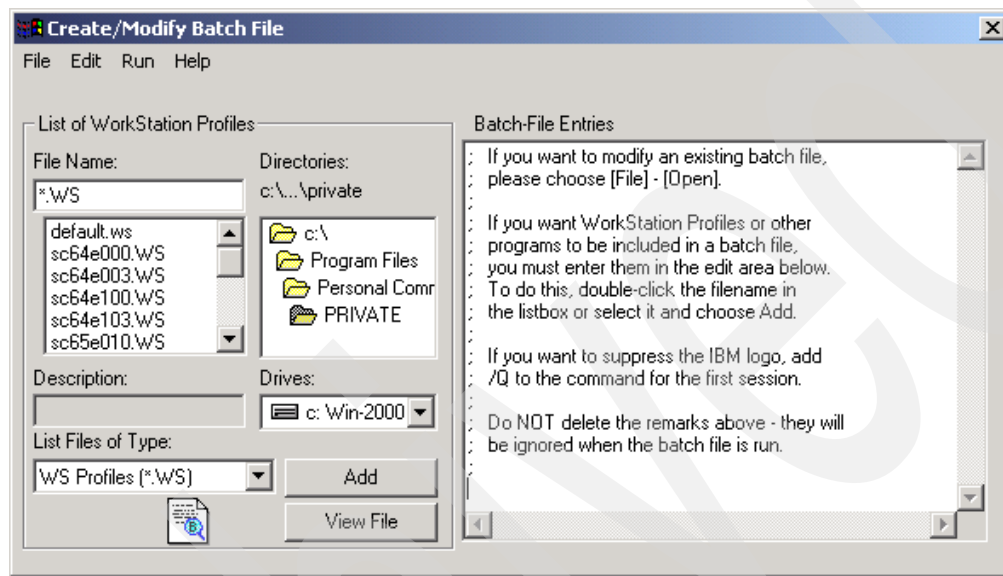 Create/Modify Batch File
File Edit Run Help
List of WorkStation Profiles
File Name:
*.WS
default.ws
sc64e000.WS
sc64e003.WS
sc64e100.WS
sc64e103.WS
sc65e010.WS
Directories:
c:\...\private
c:\
Program Files
Personal Comr
PRIVATE
Description:
Drives:
c: Win-2000
List Files of Type:
WS Profiles (*.WS)
Add
View File
Batch-File Entries
; If you want to modify an existing batch file,
; please choose [File] - [Open].
;
; If you want WorkStation Profiles or other
; programs to be included in a batch file,
; you must enter them in the edit area below.
; To do this, double-click the filename in
; the listbox or select it and choose Add.
;
; If you want to suppress the IBM logo, add
; /Q to the command for the first session.
;
; Do NOT delete the remarks above - they will
; be ignored when the batch file is run.
;